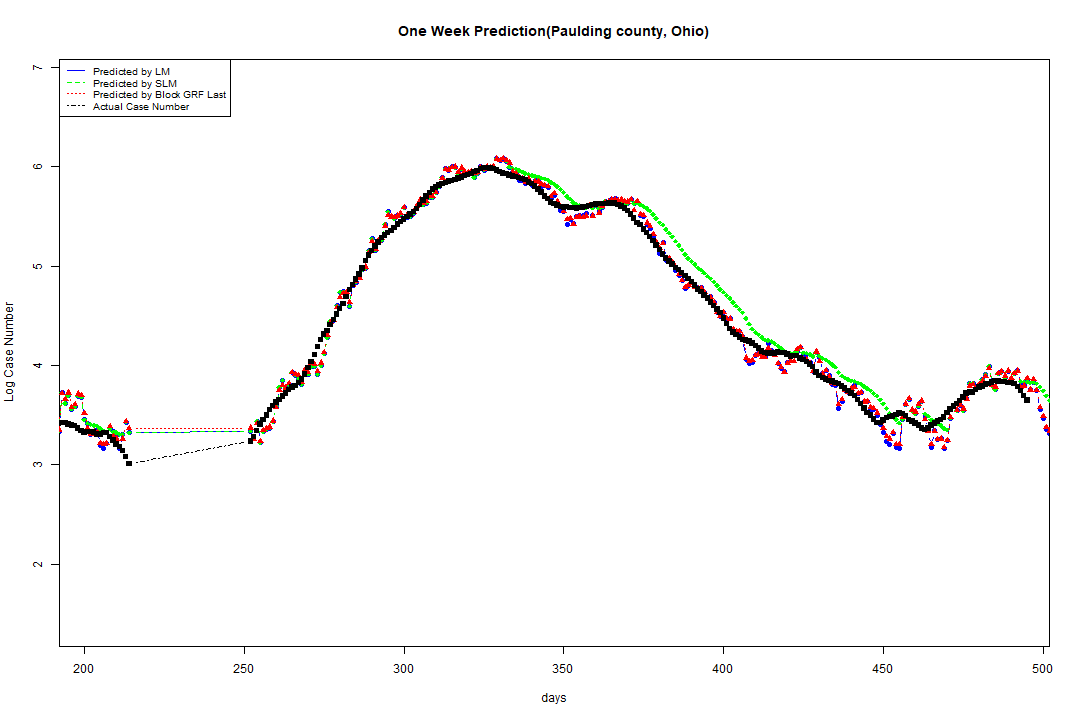 One Week Prediction(Paulding county, Ohio)
Predicted by LM
Predicted by SLM
Predicted by Block GRF Last
Actual Case Number
7
6
5
4
3
2
Log Case Number
200 250 300 350 400 450 500
days